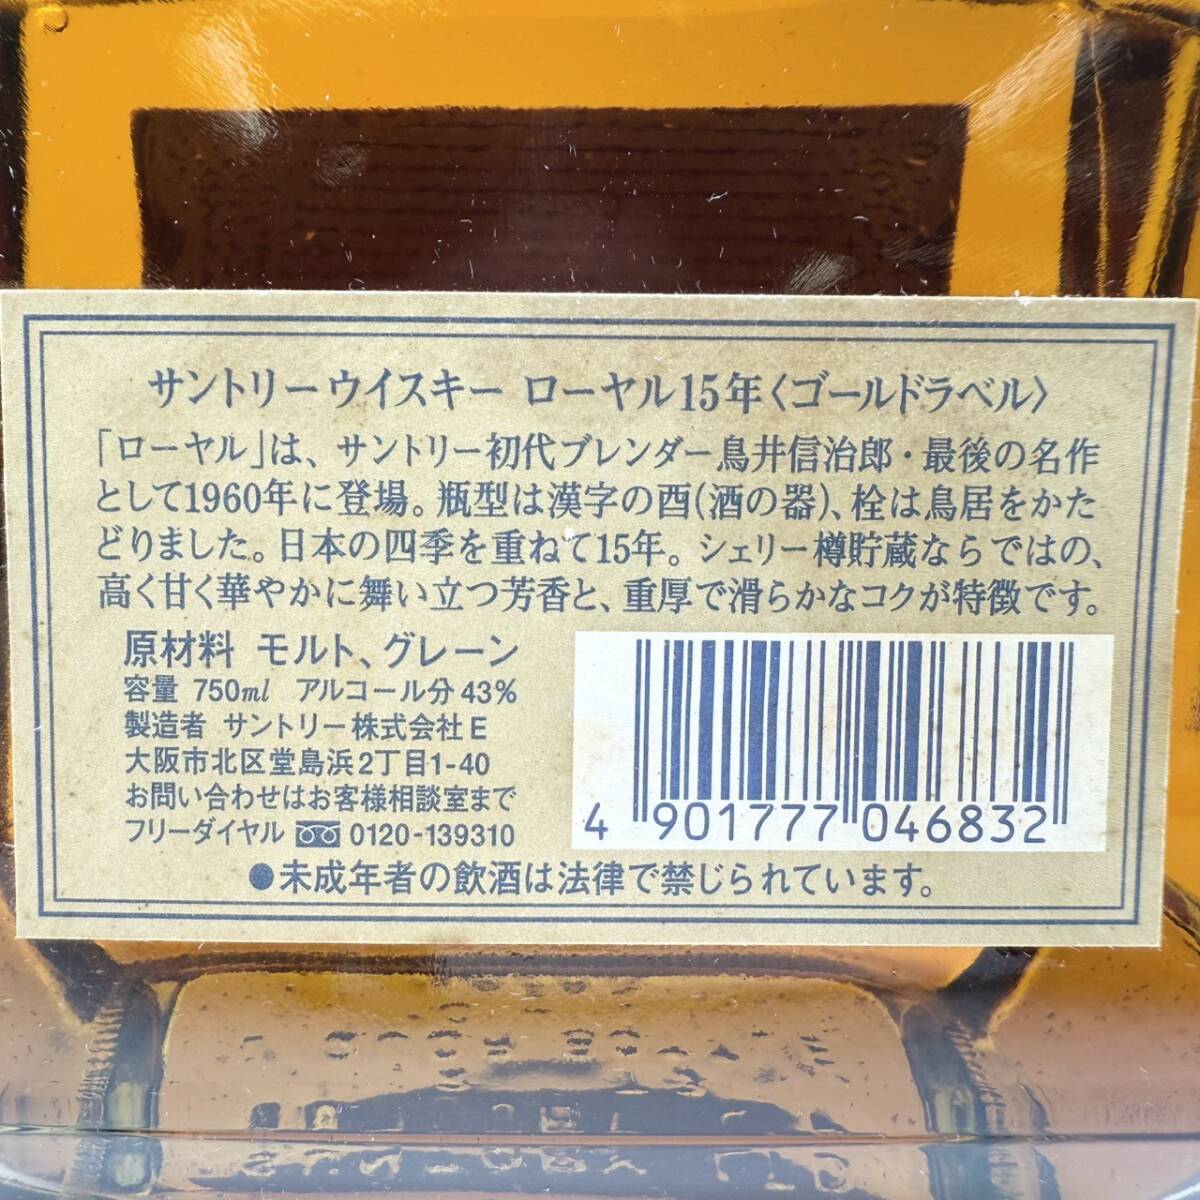 サントリーウイスキー ローヤル15年〈ゴールドラベル〉
「ローヤル」は、サントリー初代ブレンダー鳥井信治郎・最後の名作
として1960年に登場。瓶型は漢字の酉(酒の器)、栓は鳥居をかた
どりました。日本の四季を重ねて15年。シェリー樽貯蔵ならではの、
高く甘く華やかに舞い立つ芳香と、重厚で滑らかなコクが特徴です。
原材料 モルト、グレーン
容量 750ml アルコール分43%
製造者 サントリー株式会社E
大阪市北区堂島浜2丁目1-40
お問い合わせはお客様相談室まで
フリーダイヤル 0120-139310
4 901777 046832
●未成年者の飲酒は法律で禁じられています。